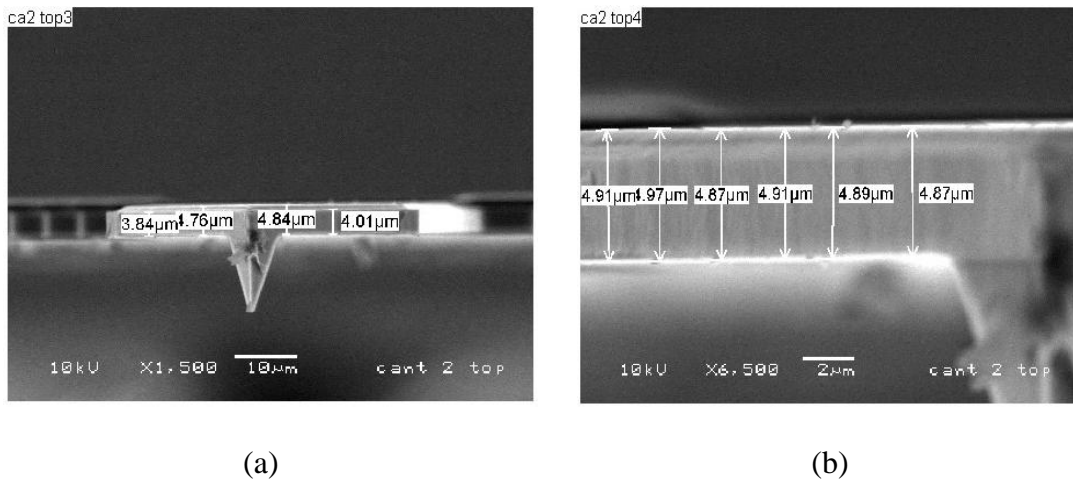 ca2 top3
3.84µm 4.76µm 4.84µm 4.01µm
10kV X1,500 10µm cant 2 top
(a)
ca2 top4
4.91µm 4.97µm 4.87µm 4.91µm 4.89µm 4.87µm
10kV X6,500 2µm cant 2 top
(b)